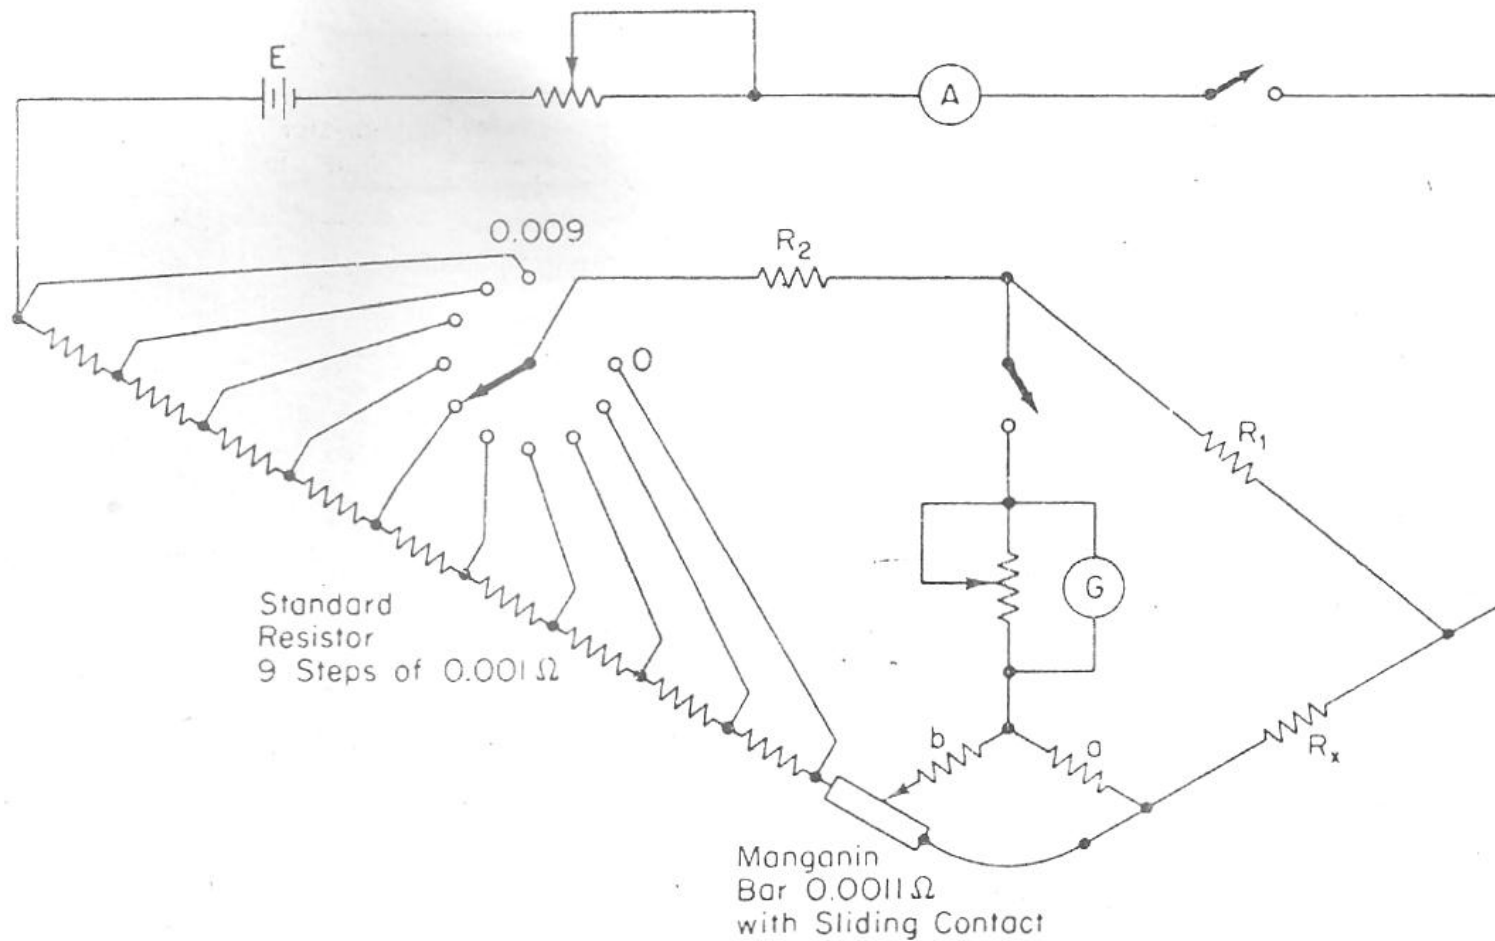 E
A
0.009
R₂
O
R₁
G
Standard
Resistor
9 Steps of 0.001 Ω
b
a
Rₓ
Manganin
Bar 0.0011 Ω
with Sliding Contact